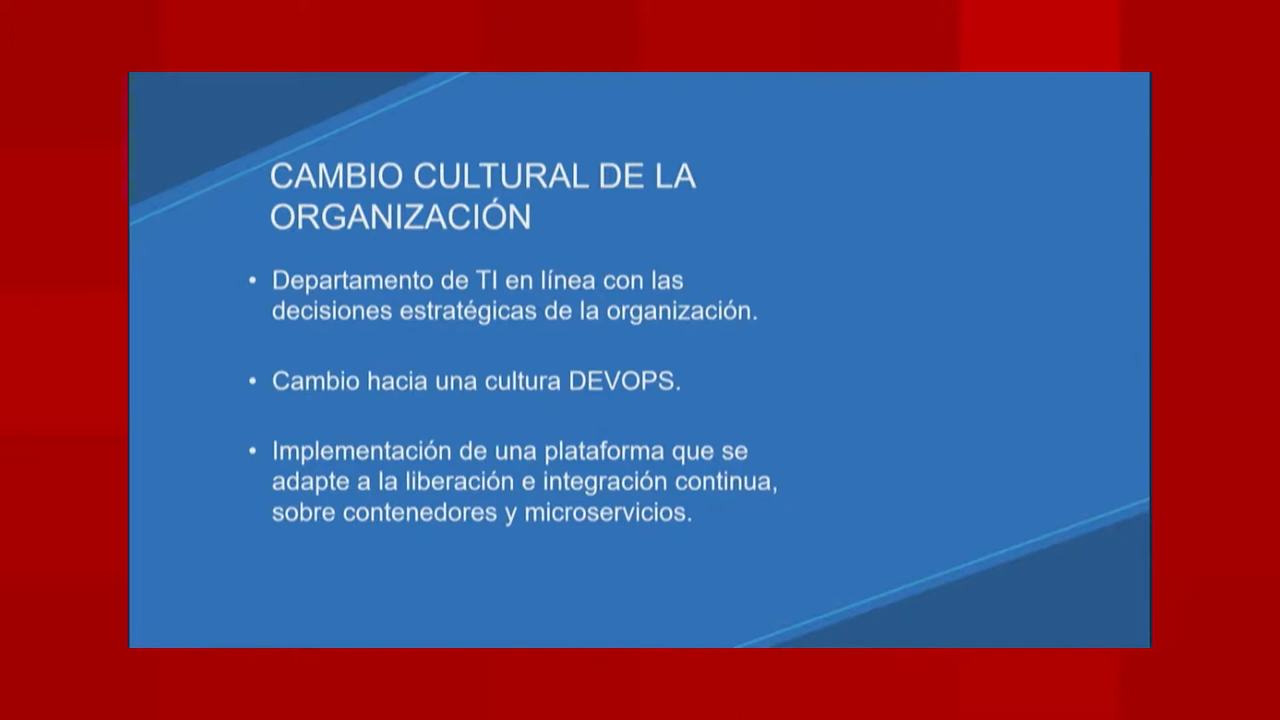 CAMBIO CULTURAL DE LA
ORGANIZACIÓN
• Departamento de TI en línea con las
decisiones estratégicas de la organización.
• Cambio hacia una cultura DEVOPS.
• Implementación de una plataforma que se
adapte a la liberación e integración continua,
sobre contenedores y microservicios.